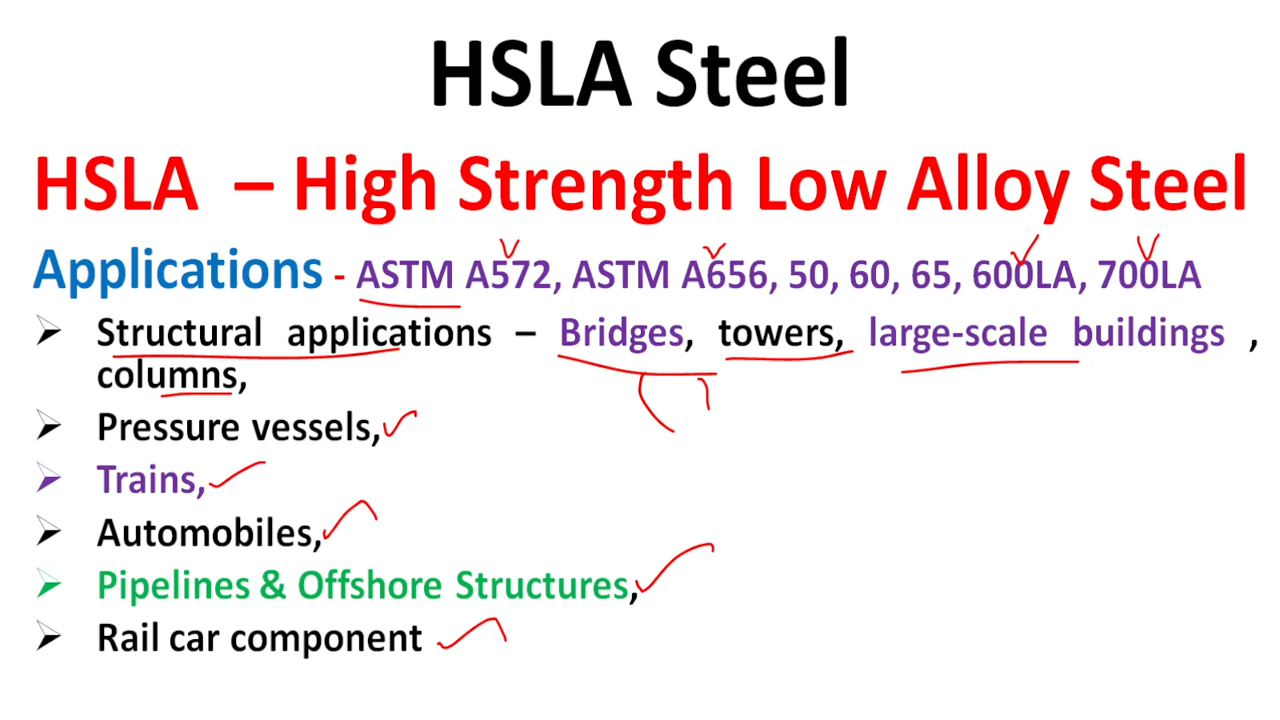 HSLA Steel
HSLA – High Strength Low Alloy Steel
Applications - ASTM A572, ASTM A656, 50, 60, 65, 600LA, 700LA
➢ Structural applications – Bridges, towers, large-scale buildings ,
columns,
➢ Pressure vessels,
➢ Trains,
➢ Automobiles,
➢ Pipelines & Offshore Structures,
➢ Rail car component